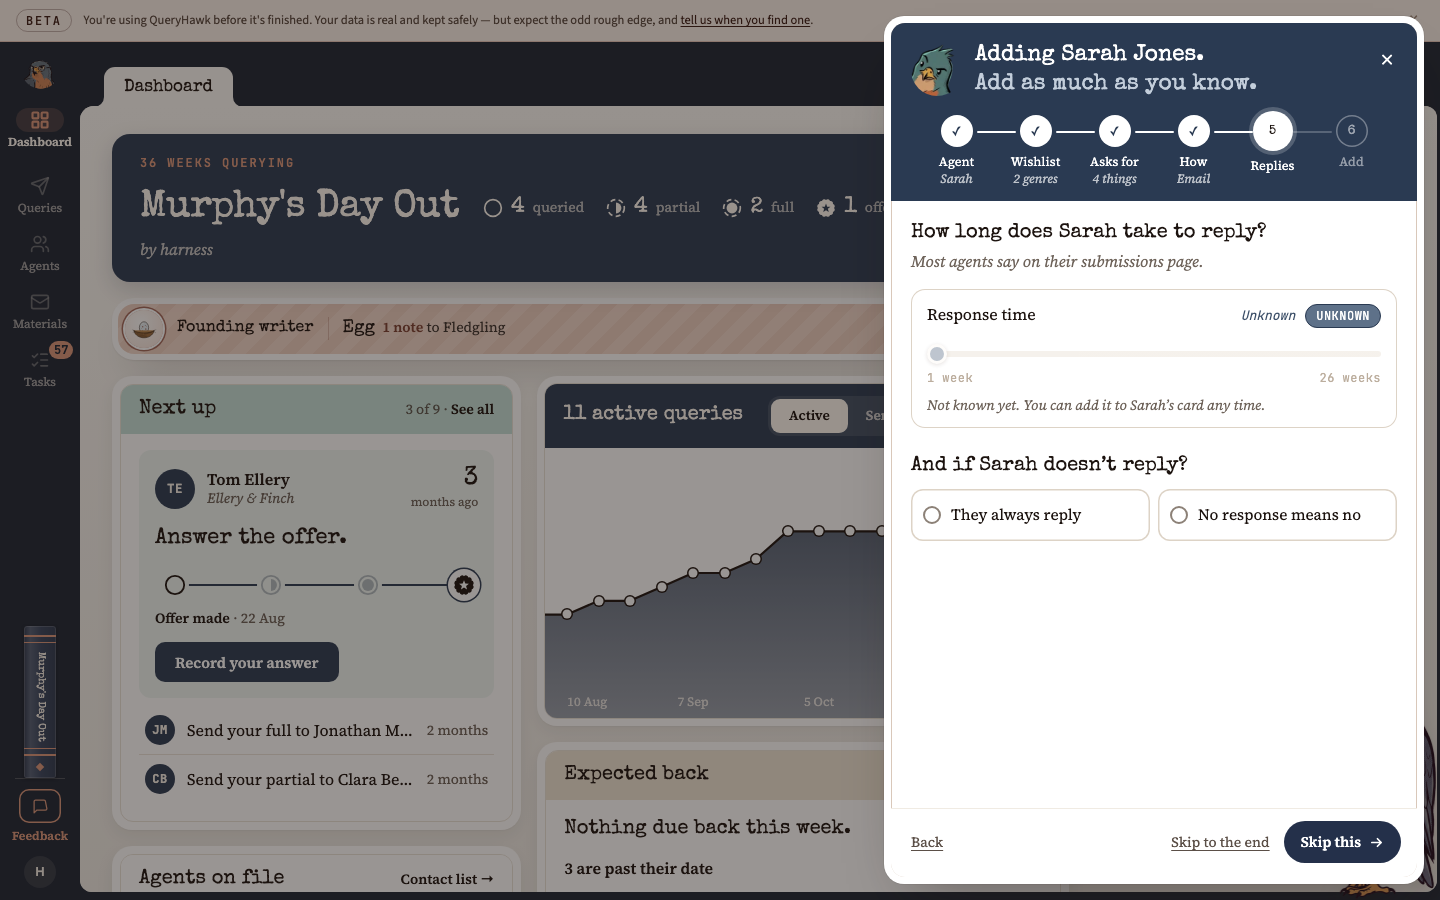 BETA You're using QueryHawk before it's finished. Your data is real and kept safely — but expect the odd rough edge, and tell us when you find one.
Dashboard
Queries
Agents
Materials
57
Tasks
Murphy's Day Out
Feedback
H
Dashboard
36 WEEKS QUERYING
Murphy's Day Out 4 queried 4 partial 2 full 1
by harness
Founding writer Egg 1 note to Fledgling
Next up 3 of 9 · See all
TE Tom Ellery 3
Ellery & Finch months ago
Answer the offer.
Offer made · 22 Aug
Record your answer
JM Send your full to Jonathan M... 2 months
CB Send your partial to Clara Be... 2 months
Agents on file Contact list →
11 active queries Active
10 Aug 7 Sep 5 Oct
Expected back
Nothing due back this week.
3 are past their date
Adding Sarah Jones.
Add as much as you know.
✓ ✓ ✓ ✓ 5 6
Agent Wishlist Asks for How Replies Add
Sarah 2 genres 4 things Email
How long does Sarah take to reply?
Most agents say on their submissions page.
Response time Unknown UNKNOWN
1 week 26 weeks
Not known yet. You can add it to Sarah’s card any time.
And if Sarah doesn’t reply?
They always reply No response means no
Back Skip to the end Skip this →